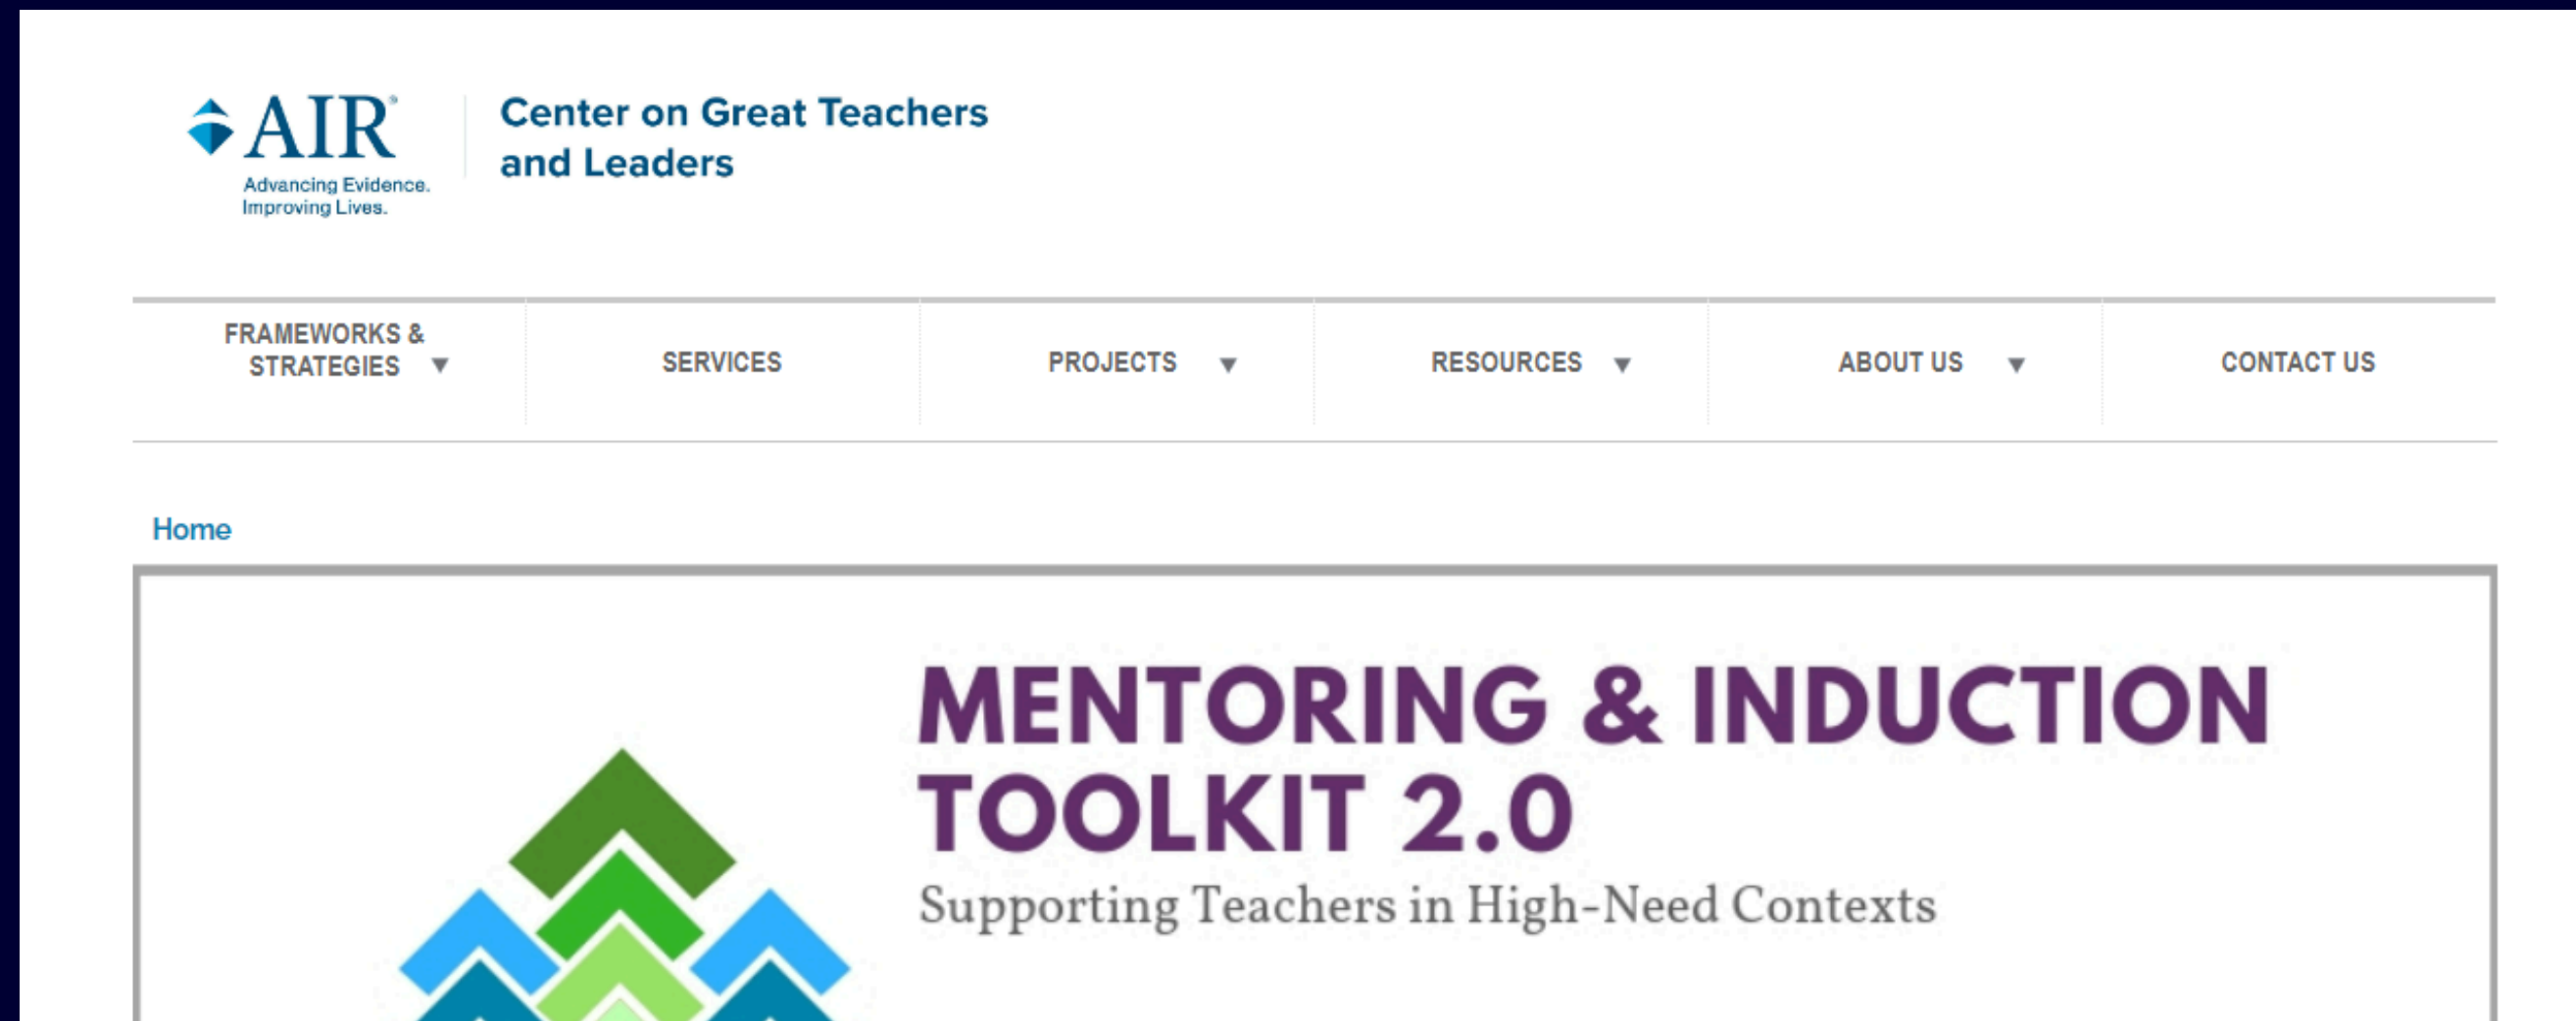 AIR®
Advancing Evidence.
Improving Lives.
Center on Great Teachers
and Leaders
FRAMEWORKS &
STRATEGIES ▼
SERVICES
PROJECTS ▼
RESOURCES ▼
ABOUT US ▼
CONTACT US
Home
MENTORING & INDUCTION
TOOLKIT 2.0
Supporting Teachers in High-Need Contexts